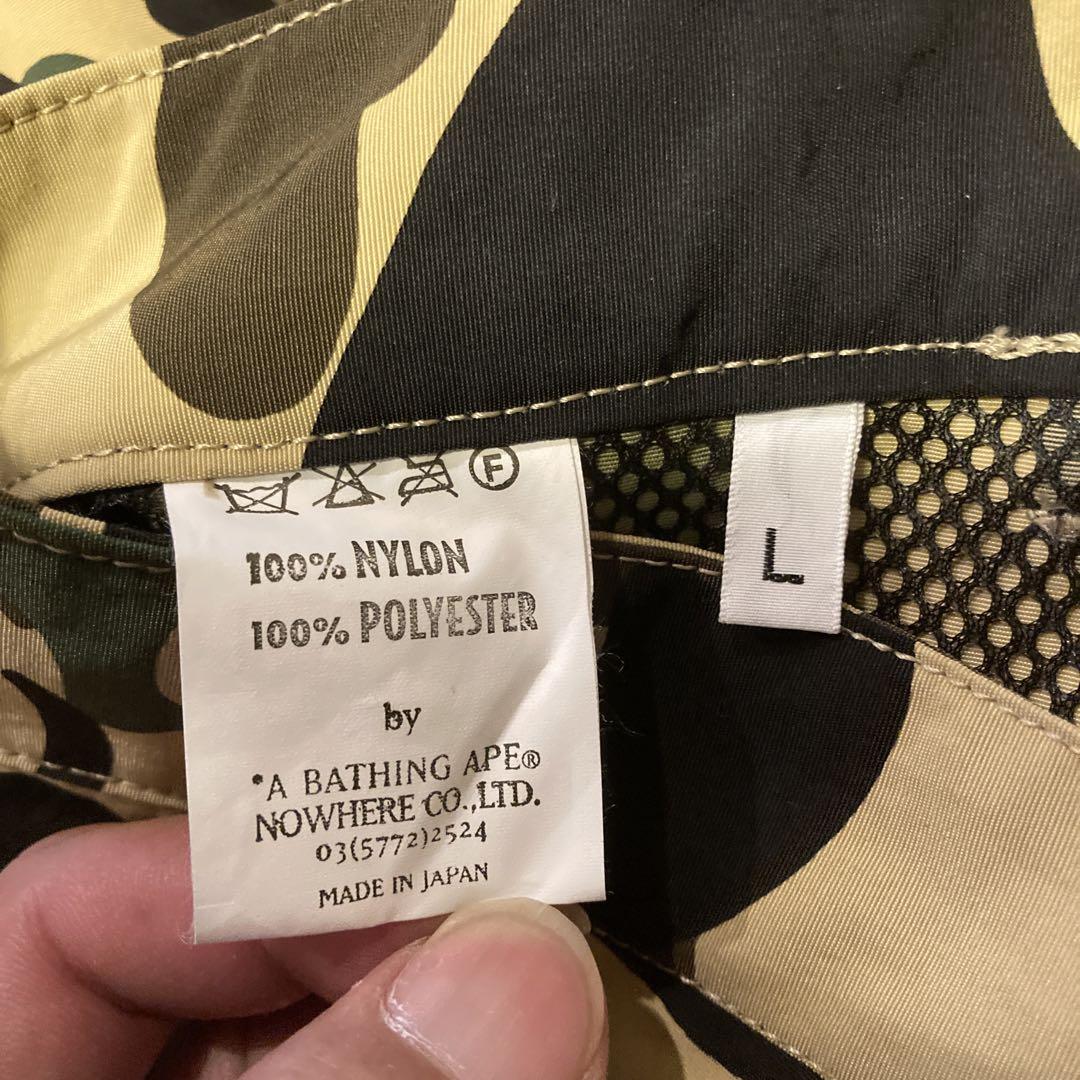 F
100% NYLON
100% POLYESTER
by
*A BATHING APE®
NOWHERE CO.,LTD.
03(5772)2524
MADE IN JAPAN
L